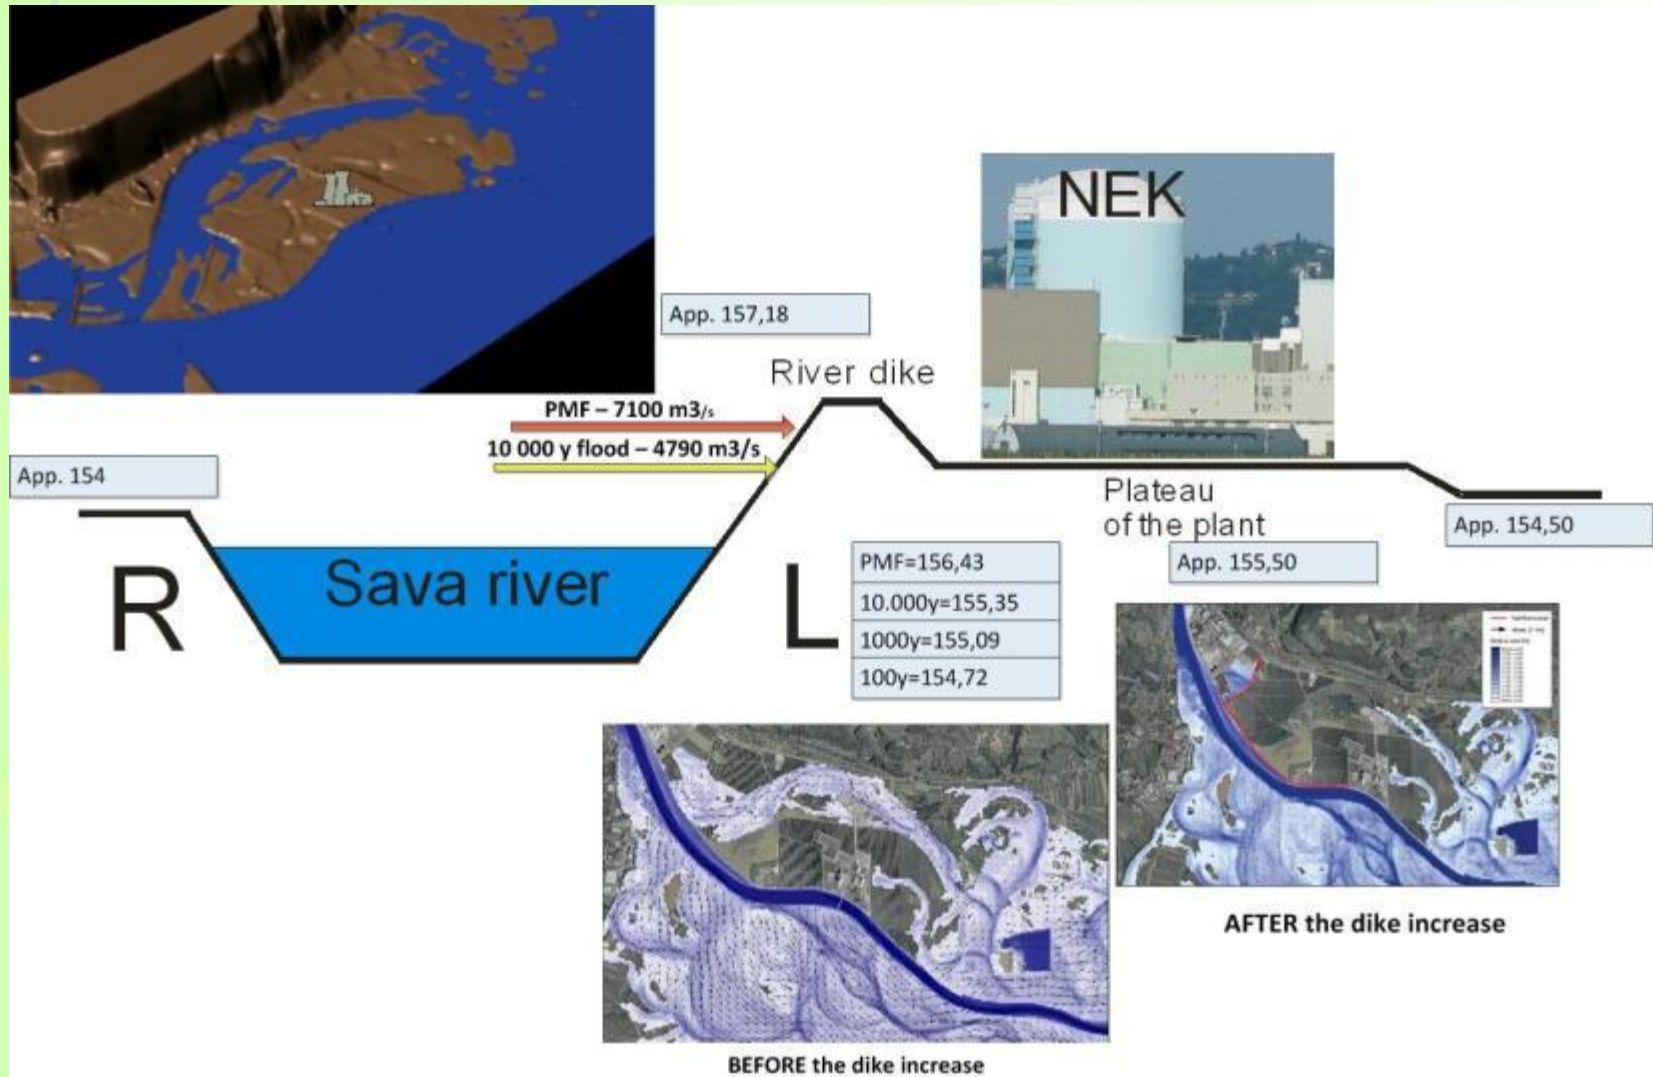 NEK
App. 157,18
River dike
PMF – 7100 m3/s
10 000 y flood – 4790 m3/s
App. 154
Plateau
of the plant
App. 154,50
App. 155,50
R
Sava river
L
PMF=156,43
10.000y=155,35
1000y=155,09
100y=154,72
AFTER the dike increase
BEFORE the dike increase